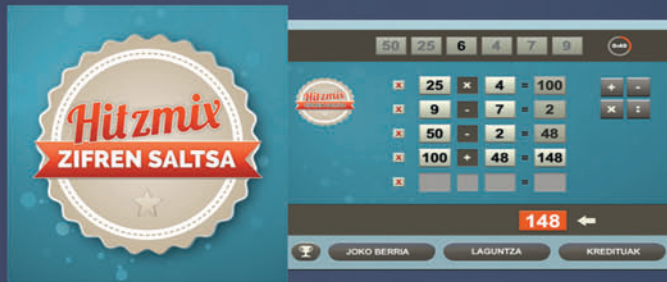 Hitzmix
ZIFREN SALTSA
50 25 6 4 7 9
Hitzmix
x 25 × 4 = 100
x 9 - 7 = 2
x 50 - 2 = 48
x 100 + 48 = 148
x =
+ -
× :
148
JOKO BERRIA LAGUNTZA KREDITUAK